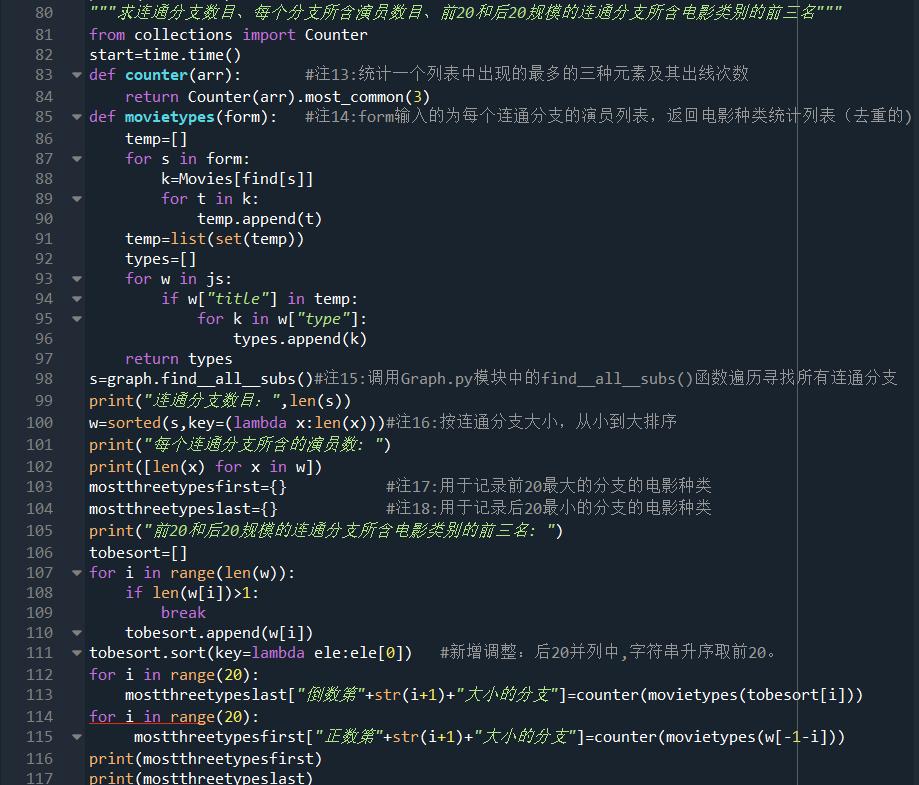 80 """求连通分支数目、每个分支所含演员数目、前20和后20规模的连通分支所含电影类别的前三名"""
81 from collections import Counter
82 start=time.time()
83 def counter(arr): #注13:统计一个列表中出现的最多的三种元素及其出线次数
84 return Counter(arr).most_common(3)
85 def movietypes(form): #注14:form输入的为每个连通分支的演员列表，返回电影种类统计列表（去重的)
86 temp=[]
87 for s in form:
88 k=Movies[find[s]]
89 for t in k:
90 temp.append(t)
91 temp=list(set(temp))
92 types=[]
93 for w in js:
94 if w["title"] in temp:
95 for k in w["type"]:
96 types.append(k)
97 return types
98 s=graph.find__all__subs()#注15:调用Graph.py模块中的find__all__subs()函数遍历寻找所有连通分支
99 print("连通分支数目：",len(s))
100 w=sorted(s,key=(lambda x:len(x)))#注16:按连通分支大小，从小到大排序
101 print("每个连通分支所含的演员数：")
102 print([len(x) for x in w])
103 mostthreetypesfirst={} #注17:用于记录前20最大的分支的电影种类
104 mostthreetypeslast={} #注18:用于记录后20最小的分支的电影种类
105 print("前20和后20规模的连通分支所含电影类别的前三名：")
106 tobesort=[]
107 for i in range(len(w)):
108 if len(w[i])>1:
109 break
110 tobesort.append(w[i])
111 tobesort.sort(key=lambda ele:ele[0]) #新增调整：后20并列中,字符串升序取前20。
112 for i in range(20):
113 mostthreetypeslast["倒数第"+str(i+1)+"大小的分支"]=counter(movietypes(tobesort[i]))
114 for i in range(20):
115 mostthreetypesfirst["正数第"+str(i+1)+"大小的分支"]=counter(movietypes(w[-1-i]))
116 print(mostthreetypesfirst)
117 print(mostthreetypeslast)